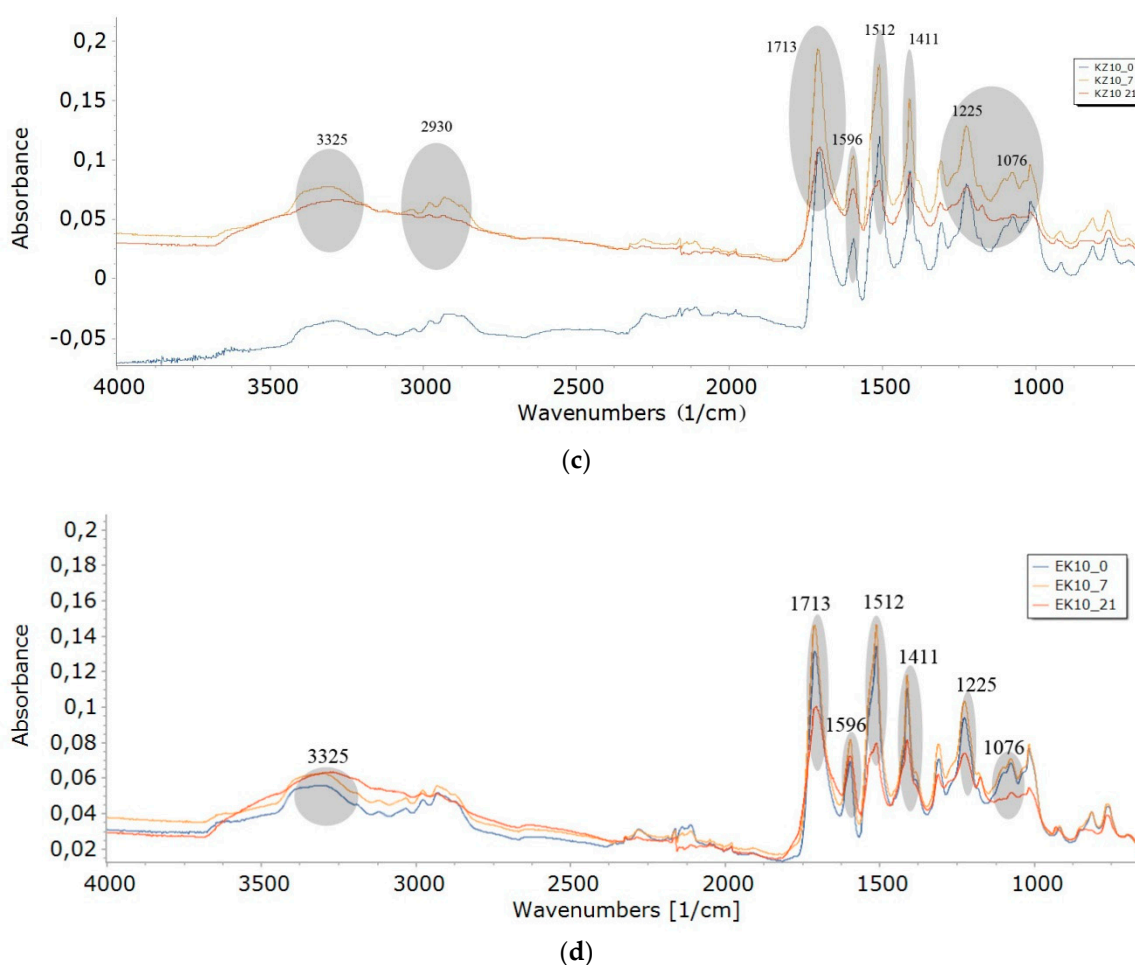 0,2
0,15
0,1
0,05
0
-0,05
Absorbance
1713
1512
1411
1596
1225
1076
3325
2930
KZ10_0
KZ10_7
KZ10 21
4000 3500 3000 2500 2000 1500 1000
Wavenumbers (1/cm)
(c)
0,2
0,18
0,16
0,14
0,12
0,1
0,08
0,06
0,04
0,02
Absorbance
1713
1512
1411
1596
1225
1076
3325
EK10_0
EK10_7
EK10_21
4000 3500 3000 2500 2000 1500 1000
Wavenumbers [1/cm]
(d)